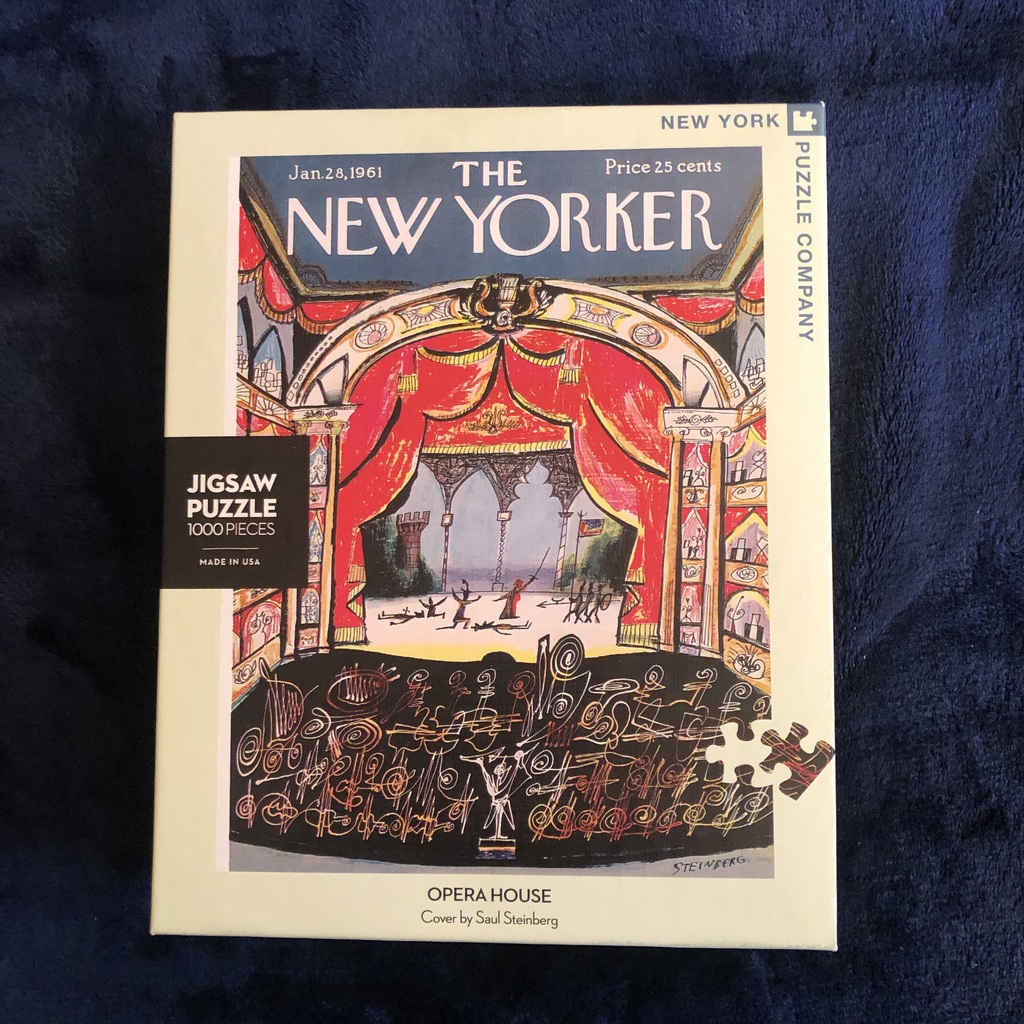 NEW YORK
PUZZLE COMPANY
Jan.28,1961
THE
Price 25 cents
NEW YORKER
JIGSAW
PUZZLE
1000 PIECES
MADE IN USA
STEINBERG
OPERA HOUSE
Cover by Saul Steinberg